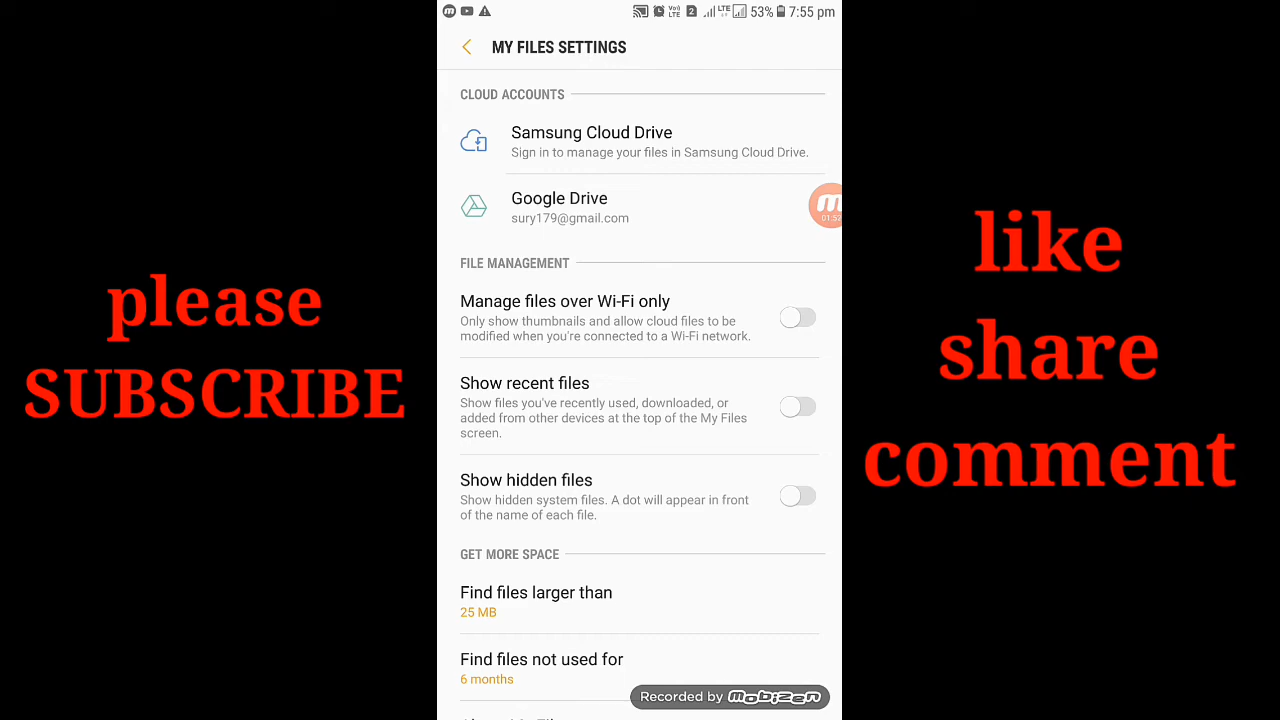 53% 7:55 pm
MY FILES SETTINGS
CLOUD ACCOUNTS
Samsung Cloud Drive
Sign in to manage your files in Samsung Cloud Drive.
Google Drive
sury179@gmail.com
01:57
FILE MANAGEMENT
Manage files over Wi-Fi only
Only show thumbnails and allow cloud files to be
modified when you're connected to a Wi-Fi network.
Show recent files
Show files you've recently used, downloaded, or
added from other devices at the top of the My Files
screen.
Show hidden files
Show hidden system files. A dot will appear in front
of the name of each file.
GET MORE SPACE
Find files larger than
25 MB
Find files not used for
6 months
Recorded by mobizen
please
SUBSCRIBE
like
share
comment